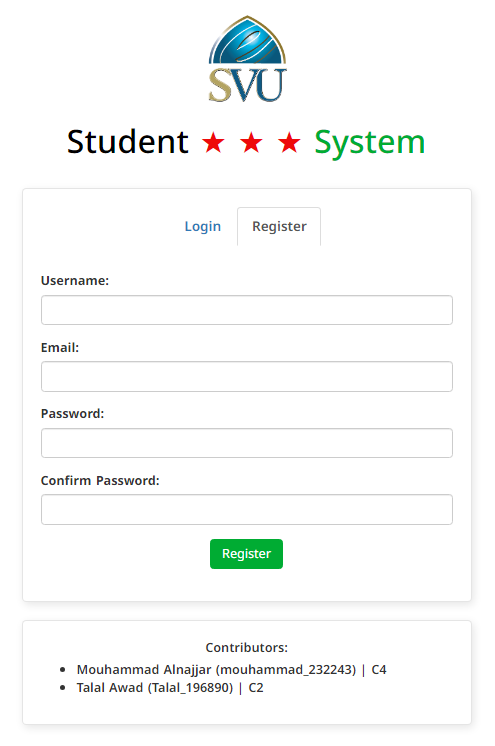 SVU
Student ★ ★ ★ System
Login Register
Username:
Email:
Password:
Confirm Password:
Register
Contributors:
• Mouhammad Alnajjar (mouhammad_232243) | C4
• Talal Awad (Talal_196890) | C2